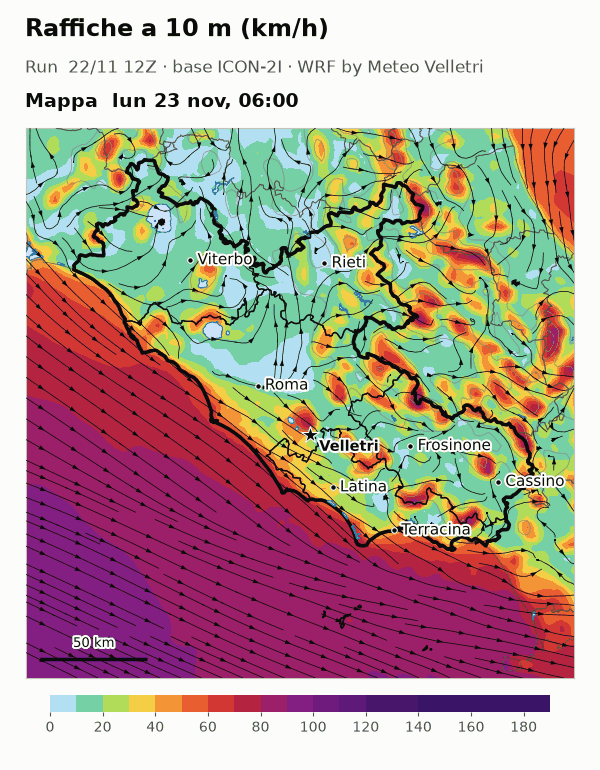 Raffiche a 10 m (km/h)
Run  22/11 12Z · base ICON-2I · WRF by Meteo Velletri
Mappa  lun 23 nov, 06:00
Viterbo
Rieti
Roma
Velletri
Frosinone
Cassino
Latina
Terracina
50 km
0 20 40 60 80 100 120 140 160 180